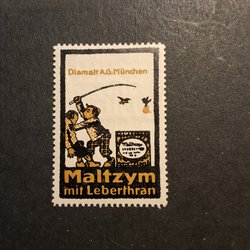 Diamalt A.G. München
Maltzym
mit Leberthran